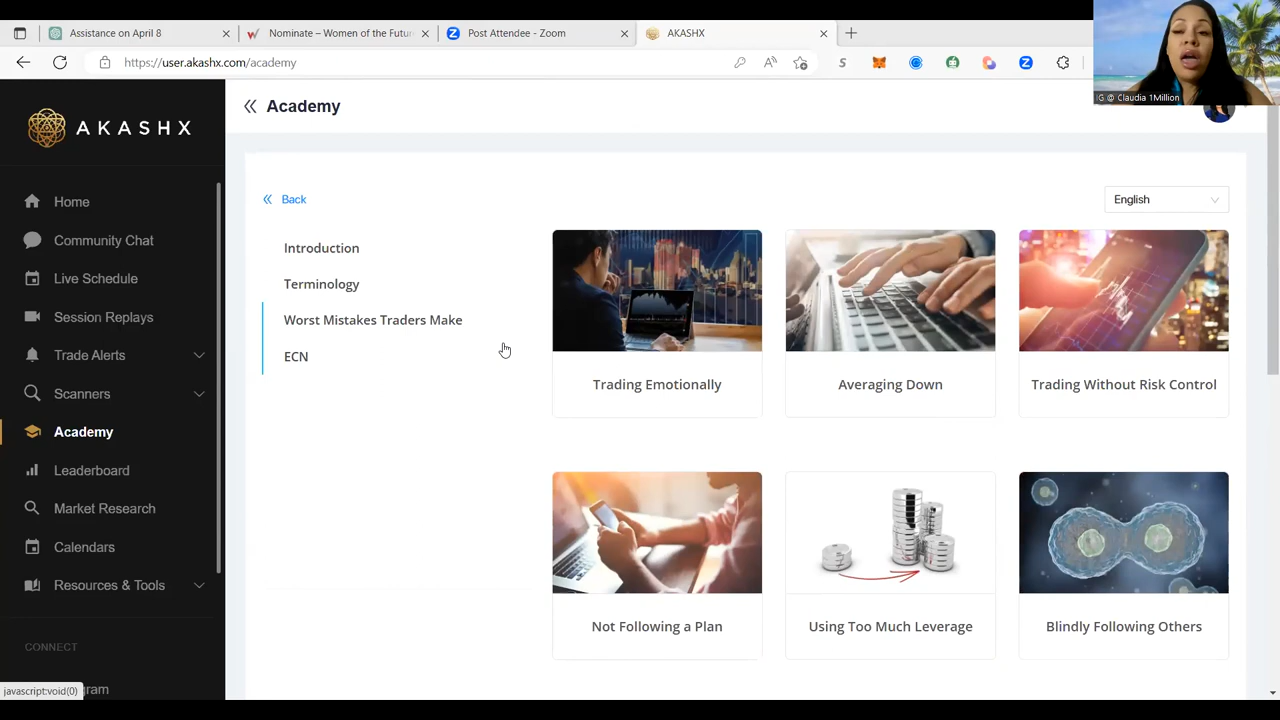 Assistance on April 8
Nominate – Women of the Futur
Post Attendee - Zoom
AKASHX
https://user.akashx.com/academy
IG @ Claudia 1Million
AKASHX
Academy
Home
Community Chat
Live Schedule
Session Replays
Trade Alerts
Scanners
Academy
Leaderboard
Market Research
Calendars
Resources & Tools
CONNECT
gram
javascript:void(0)
Back
English
Introduction
Terminology
Worst Mistakes Traders Make
ECN
Trading Emotionally
Averaging Down
Trading Without Risk Control
Not Following a Plan
Using Too Much Leverage
Blindly Following Others